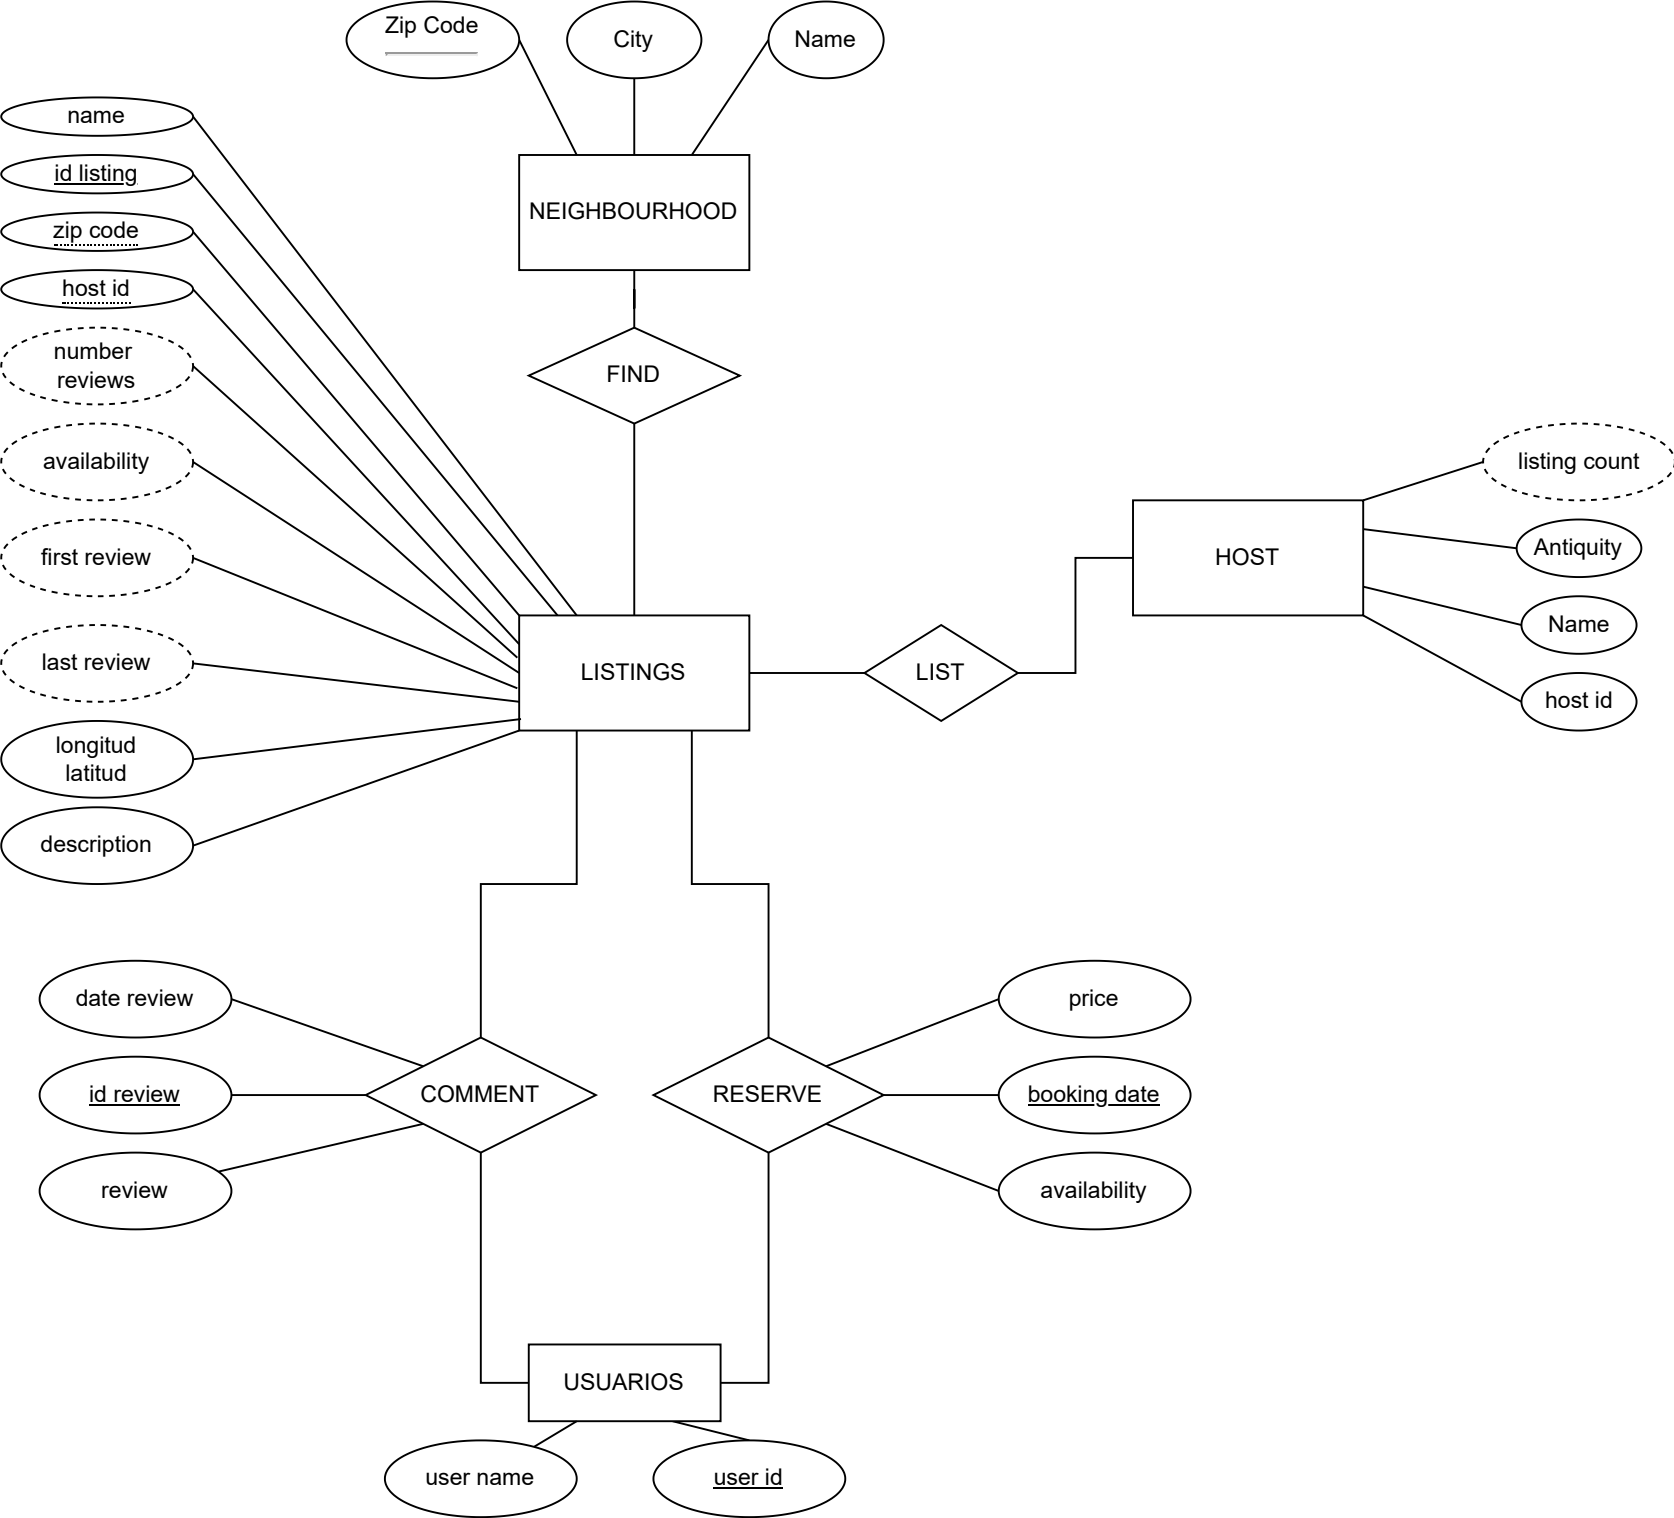 Zip Code
City
Name
name
id listing
zip code
host id
number
reviews
availability
first review
last review
longitud
latitud
description
NEIGHBOURHOOD
FIND
LISTINGS
LIST
HOST
listing count
Antiquity
Name
host id
date review
id review
review
COMMENT
RESERVE
price
booking date
availability
USUARIOS
user name
user id